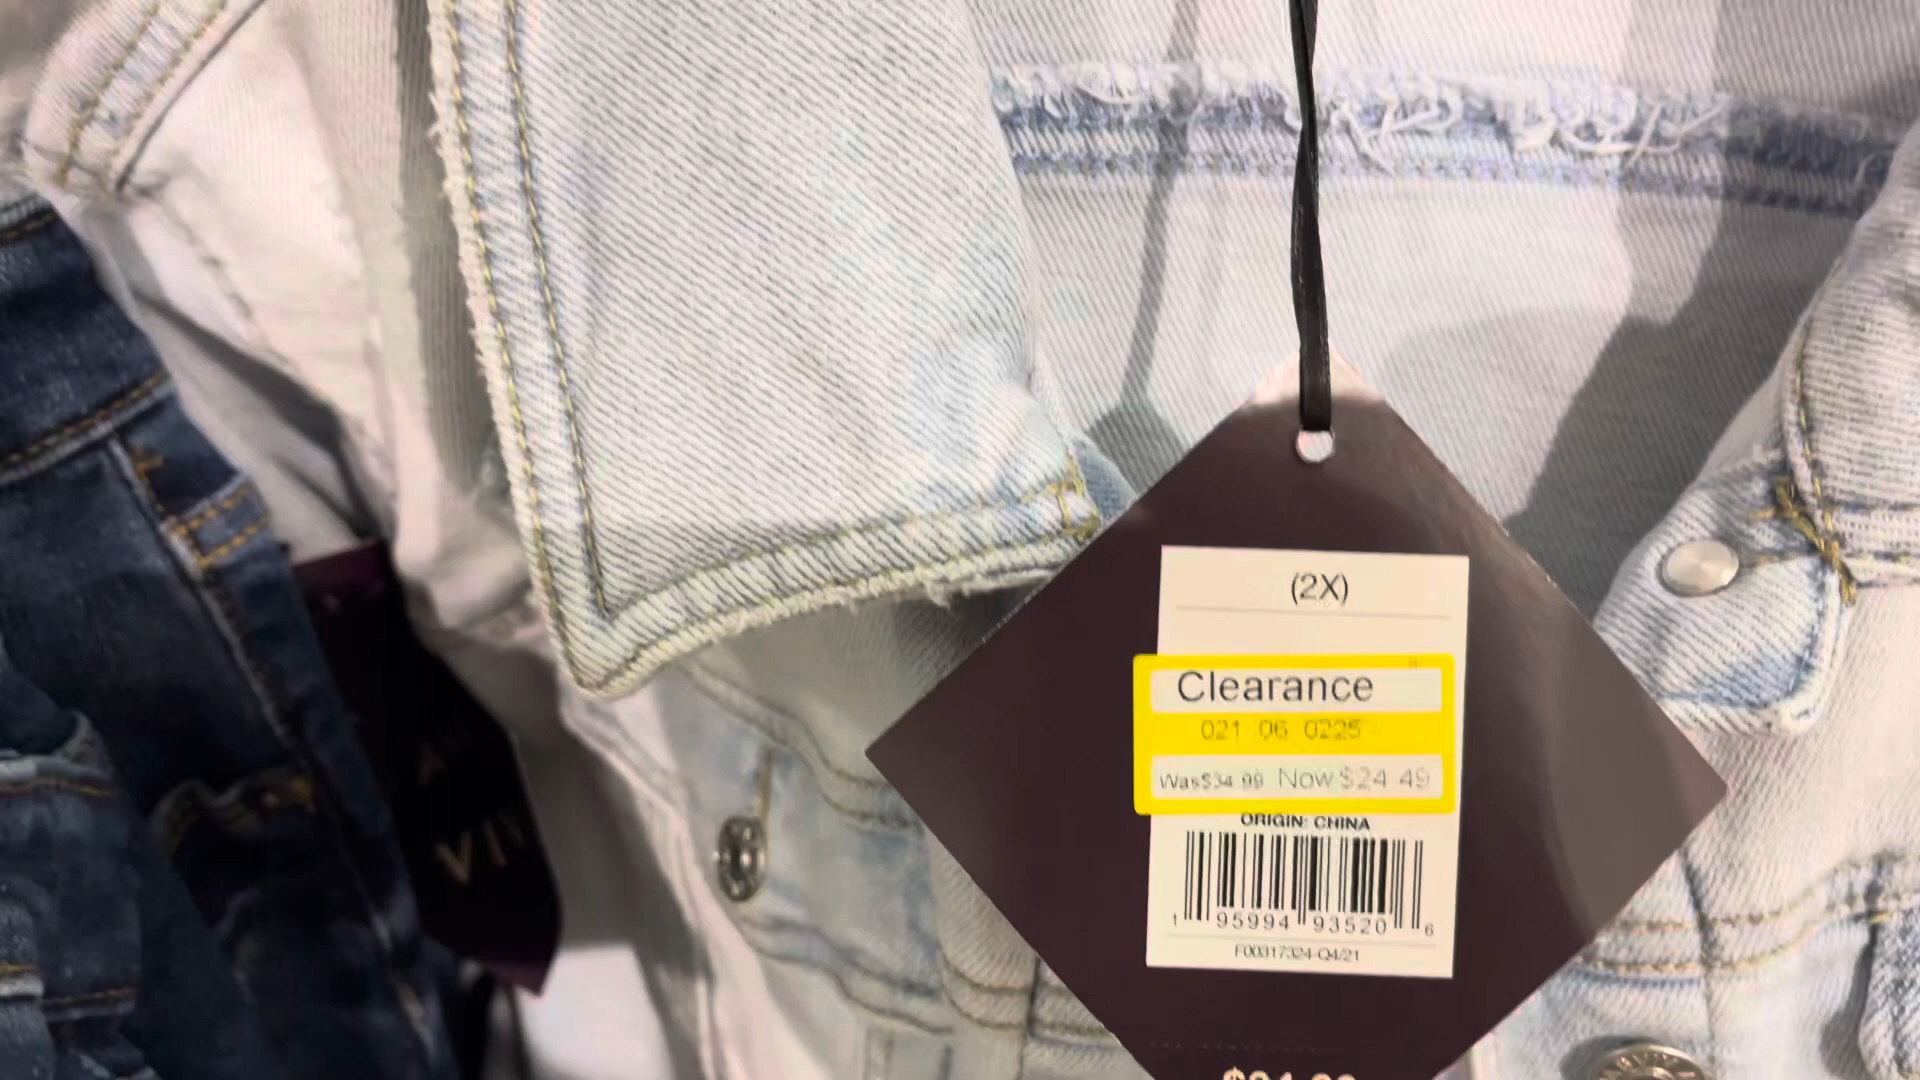 (2X)
Clearance
021 06 0225
Was $34.99 Now $24.49
ORIGIN: CHINA
1 95994 93520 6
F00317324-Q4/21
VIN